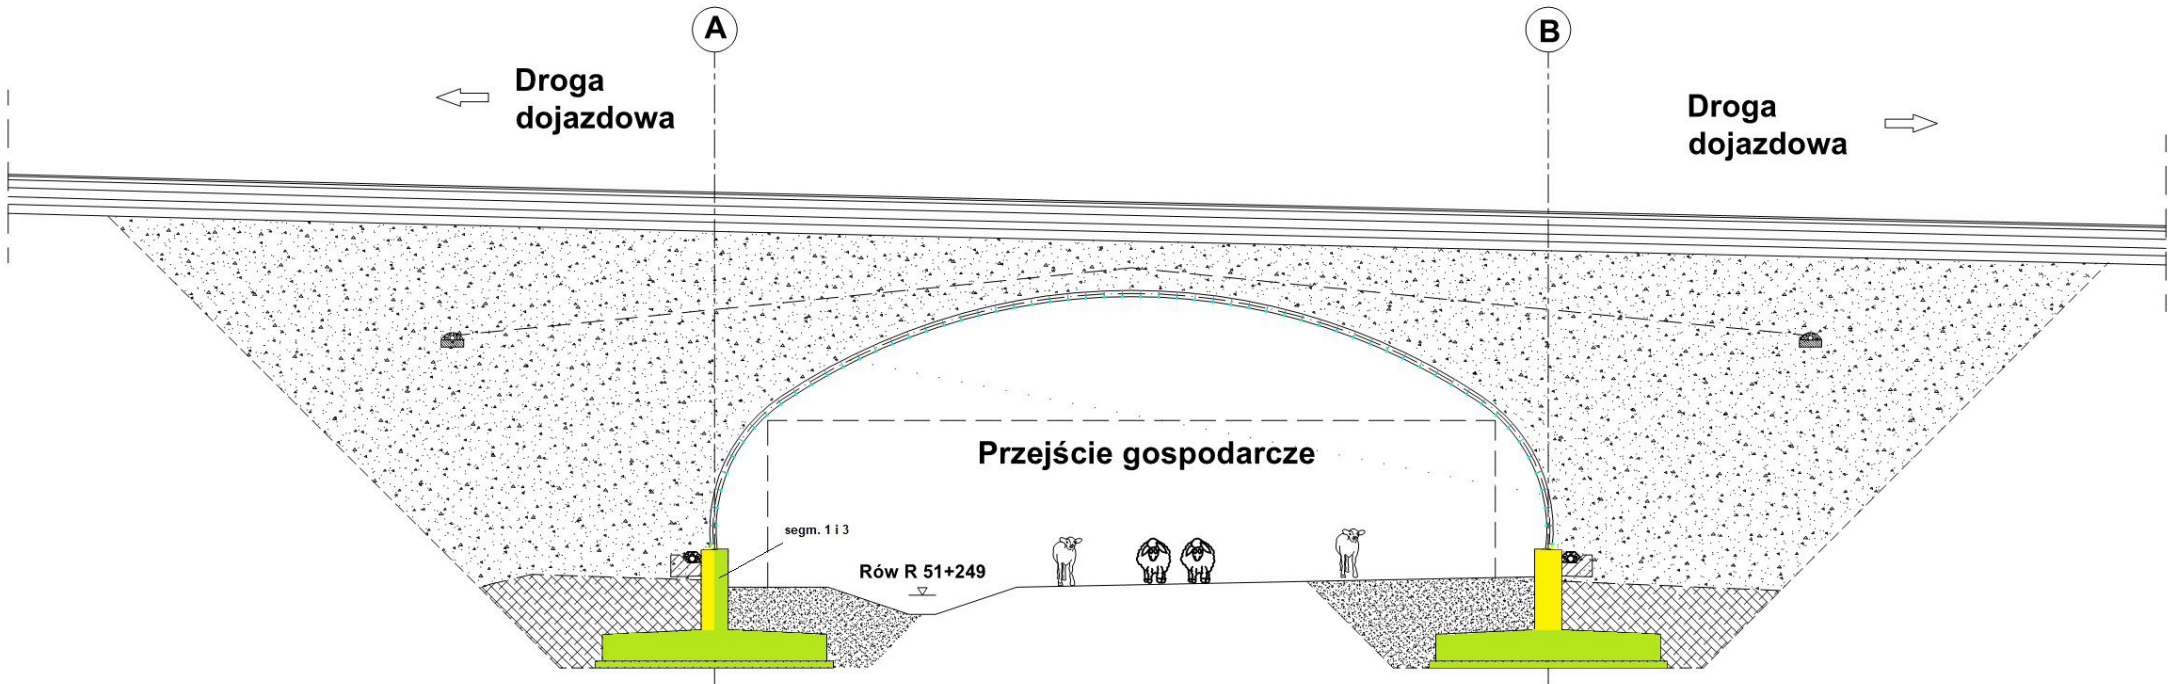 A
B
Droga
dojazdowa
Droga
dojazdowa
Przejście gospodarcze
segm. 1 i 3
Rów R 51+249